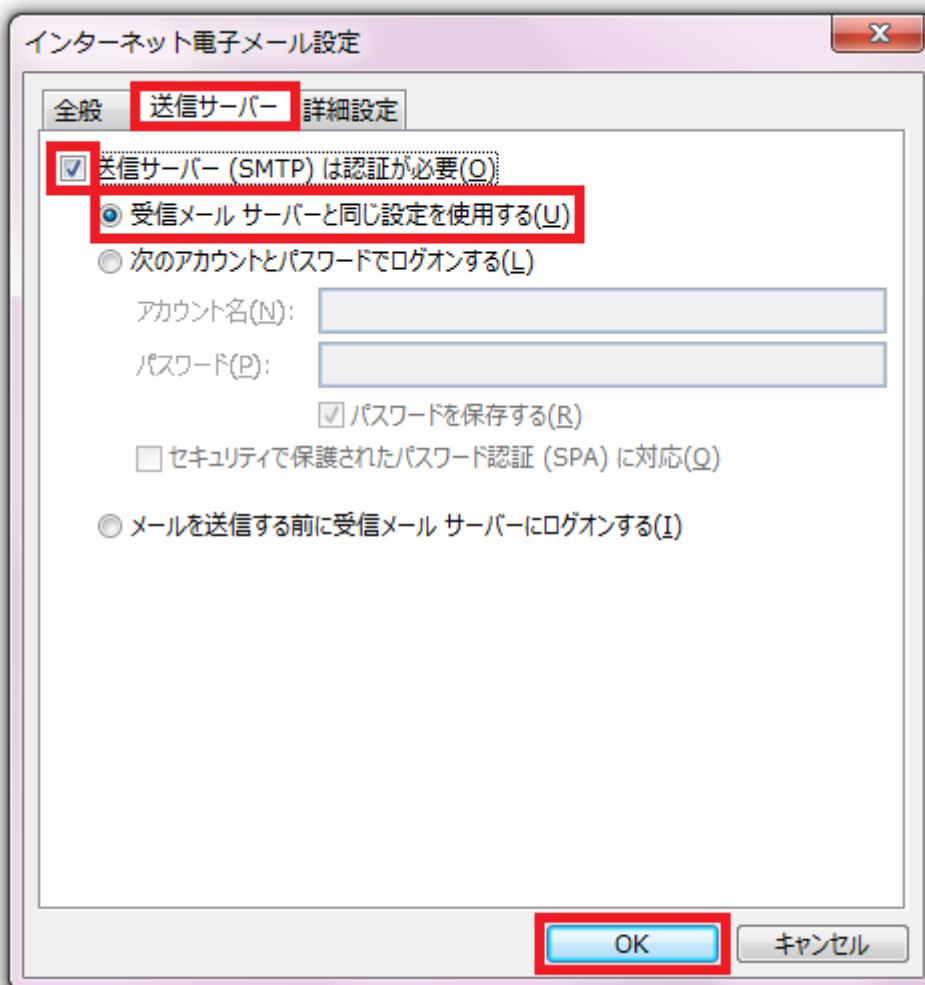 インターネット電子メール設定
全般 送信サーバー 詳細設定
送信サーバー (SMTP) は認証が必要(O)
受信メール サーバーと同じ設定を使用する(U)
次のアカウントとパスワードでログオンする(L)
アカウント名(N):
パスワード(P):
パスワードを保存する(R)
セキュリティで保護されたパスワード認証 (SPA) に対応(Q)
メールを送信する前に受信メール サーバーにログオンする(I)
OK キャンセル